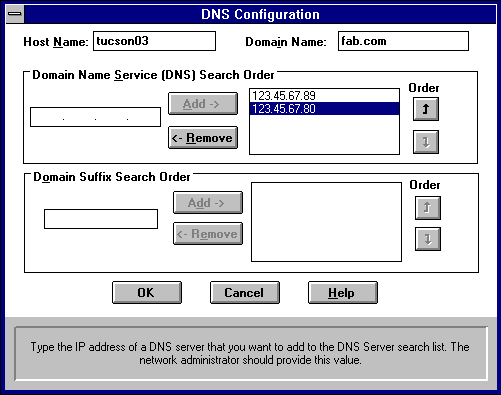 DNS Configuration
Host Name: tucson03 Domain Name: fab.com
Domain Name Service (DNS) Search Order
Order
Add ->
<- Remove
123.45.67.89
123.45.67.80
Domain Suffix Search Order
Order
Add ->
<- Remove
OK Cancel Help
Type the IP address of a DNS server that you want to add to the DNS Server search list. The
network administrator should provide this value.